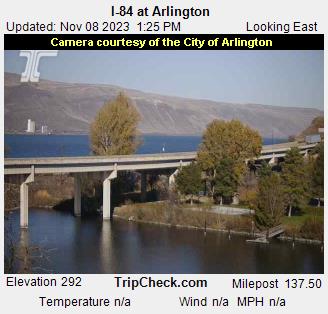 I-84 at Arlington
Updated: Nov 08 2023 1:25 PM Looking East
Camera courtesy of the City of Arlington
Elevation 292 TripCheck.com Milepost 137.50
Temperature n/a Wind n/a MPH n/a